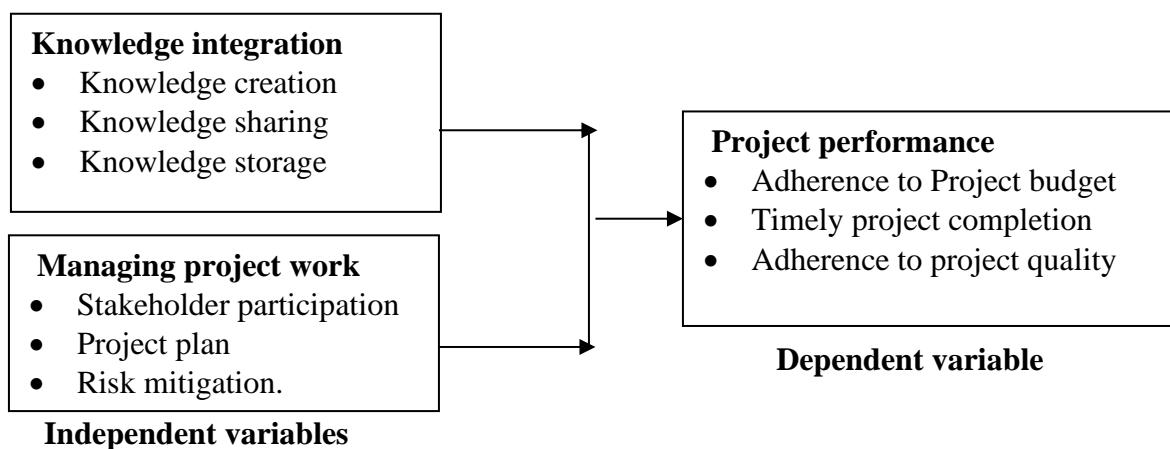 Knowledge integration
• Knowledge creation
• Knowledge sharing
• Knowledge storage
Managing project work
• Stakeholder participation
• Project plan
• Risk mitigation.
Independent variables
Project performance
• Adherence to Project budget
• Timely project completion
• Adherence to project quality
Dependent variable